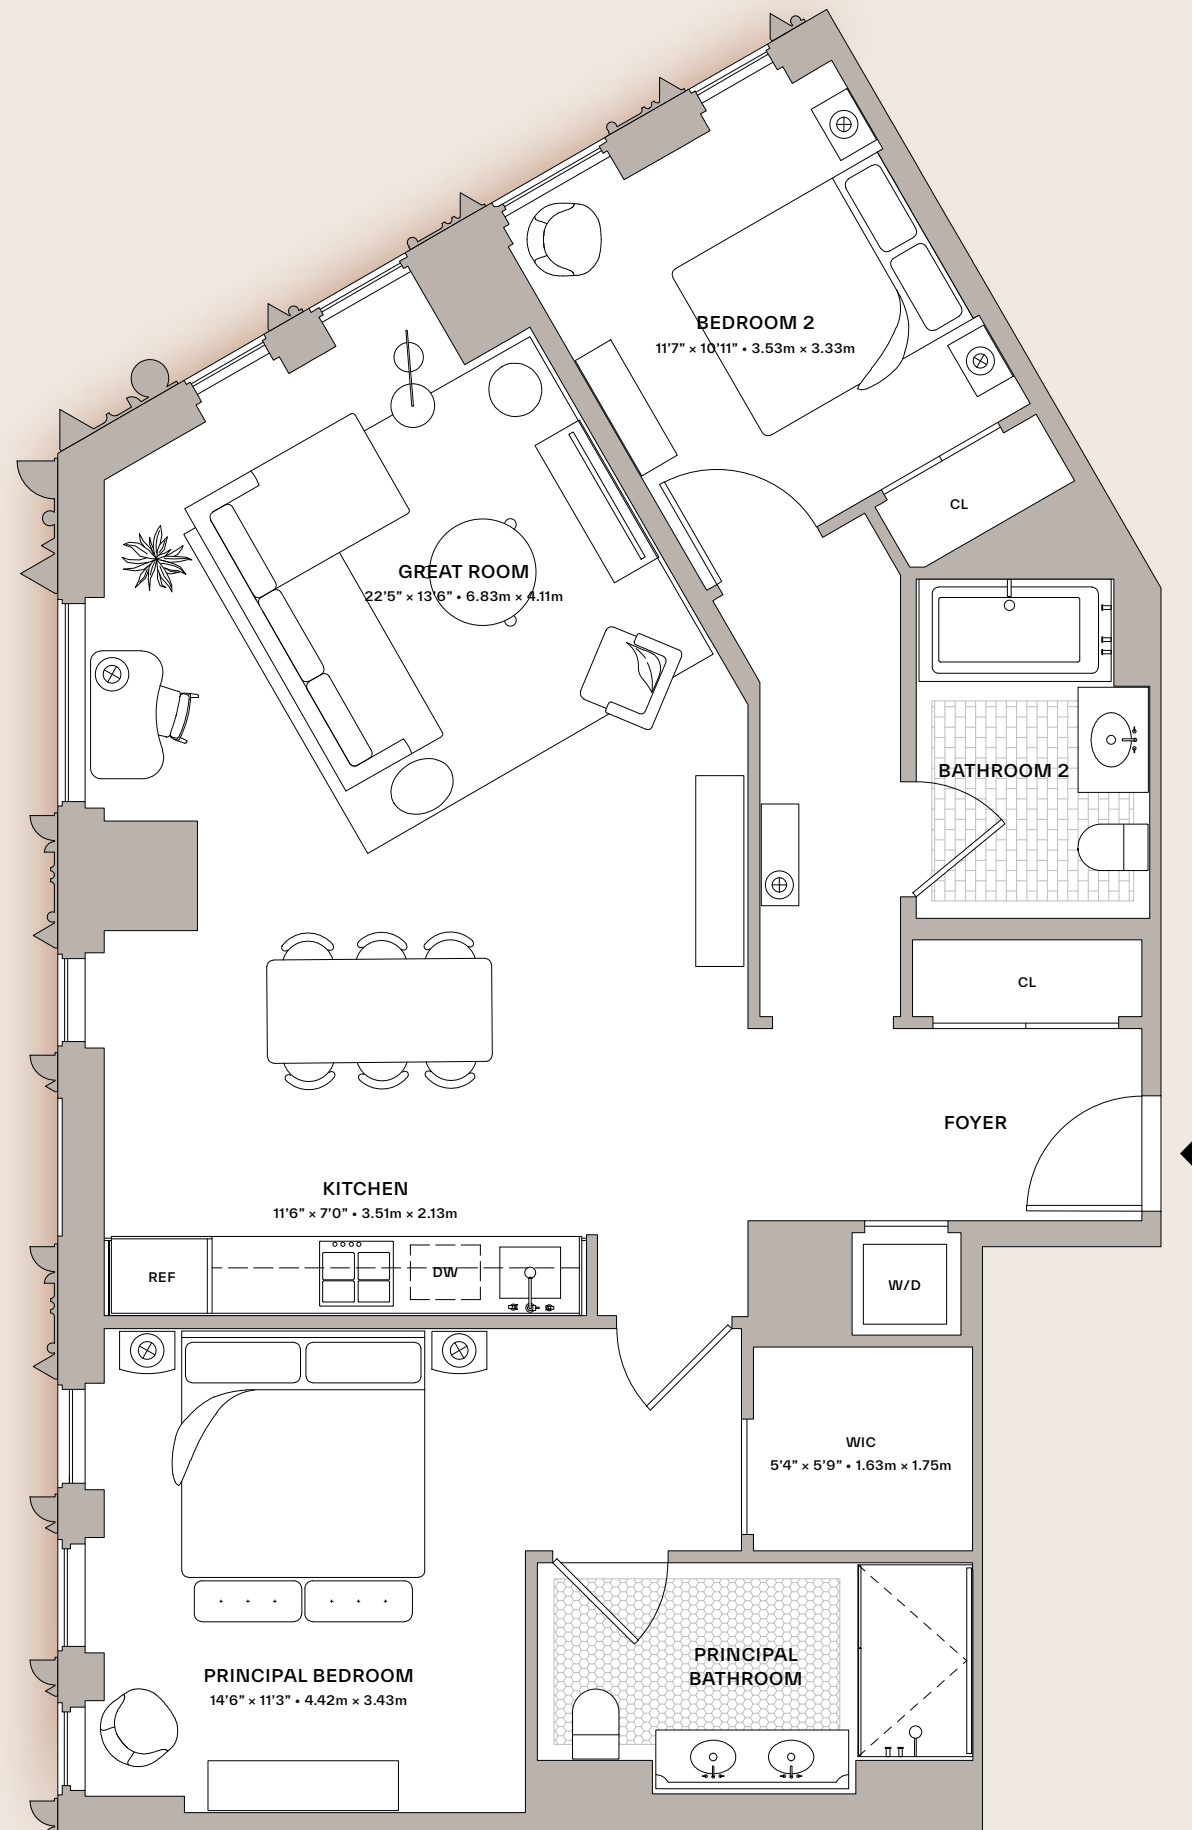 BEDROOM 2
11’7” × 10’11” • 3.53m × 3.33m
CL
GREAT ROOM
22’5” × 13’6” • 6.83m × 4.11m
BATHROOM 2
CL
FOYER
KITCHEN
11’6” × 7’0” • 3.51m × 2.13m
REF
DW
W/D
WIC
5’4” × 5’9” • 1.63m × 1.75m
PRINCIPAL BEDROOM
14’6” × 11’3” • 4.42m × 3.43m
PRINCIPAL
BATHROOM